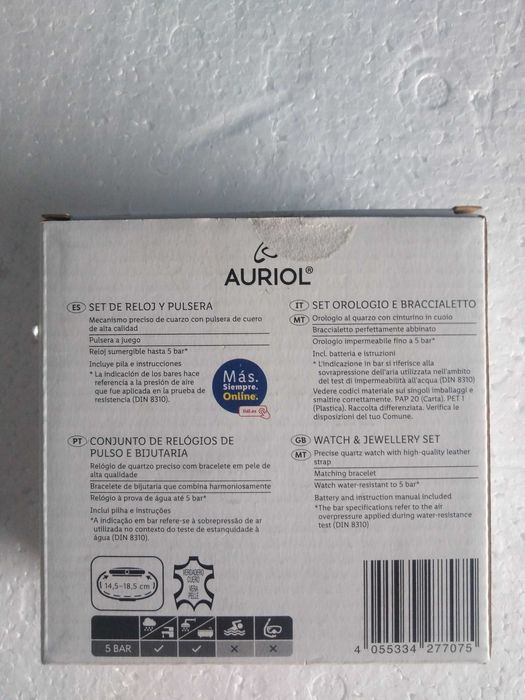 AURIOL®
ES SET DE RELOJ Y PULSERA
Mecanismo preciso de cuarzo con pulsera de cuero
de alta calidad
Pulsera a juego
Reloj sumergible hasta 5 bar*
Incluye pila e instrucciones
* La indicación de los bares hace
referencia a la presión de aire
que fue aplicada en la prueba de
resistencia (DIN 8310).
Más.
Siempre.
Online.
lidl.es
IT SET OROLOGIO E BRACCIALETTO
MT Orologio al quarzo con cinturino in cuoio
Braccialetto perfettamente abbinato
Orologio impermeabile fino a 5 bar*
Incl. batteria e istruzioni
* L'indicazione in bar si riferisce alla
sovrapressione dell'aria utilizzata nell'ambito
del test di impermeabilità all'acqua (DIN 8310)
Vedere codici materiale sui singoli imballaggi e
smaltire correttamente. PAP 20 (Carta). PET 1
(Plastica). Raccolta differenziata. Verifica le
disposizioni del tuo Comune.
PT CONJUNTO DE RELÓGIOS DE
PULSO E BIJUTARIA
Relógio de quartzo preciso com bracelete em pele de
alta qualidade
Bracelete de bijutaria que combina harmoniosamente
Relógio à prova de água até 5 bar*
Inclui pilha e instruções
*A indicação em bar refere-se à sobrepressão de ar
utilizada no contexto do teste de estanquidade à
água (DIN 8310).
GB WATCH & JEWELLERY SET
MT Precise quartz watch with high-quality leather
strap
Matching bracelet
Watch water-resistant to 5 bar*
Battery and instruction manual included
*The bar specifications refer to the air
overpressure applied during water-resistance
test (DIN 8310)
14,5–18,5 cm
VERDADERO
CUERO
VERA
PELLE
5 BAR
4 055334 277075